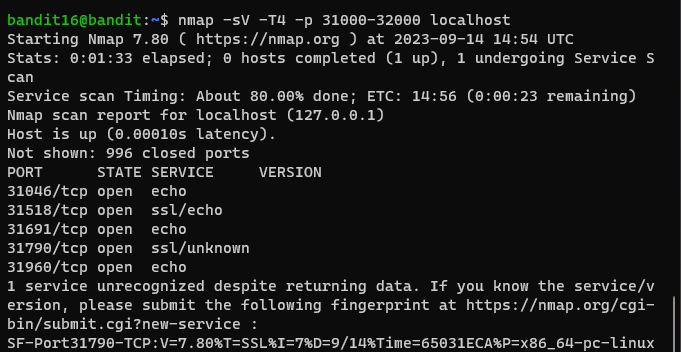 bandit16@bandit:~$ nmap -sV -T4 -p 31000-32000 localhost
Starting Nmap 7.80 ( https://nmap.org ) at 2023-09-14 14:54 UTC
Stats: 0:01:33 elapsed; 0 hosts completed (1 up), 1 undergoing Service S
can
Service scan Timing: About 80.00% done; ETC: 14:56 (0:00:23 remaining)
Nmap scan report for localhost (127.0.0.1)
Host is up (0.00010s latency).
Not shown: 996 closed ports
PORT      STATE SERVICE     VERSION
31046/tcp open  echo
31518/tcp open  ssl/echo
31691/tcp open  echo
31790/tcp open  ssl/unknown
31960/tcp open  echo
1 service unrecognized despite returning data. If you know the service/v
ersion, please submit the following fingerprint at https://nmap.org/cgi-
bin/submit.cgi?new-service :
SF-Port31790-TCP:V=7.80%T=SSL%I=7%D=9/14%Time=65031ECA%P=x86_64-pc-linux